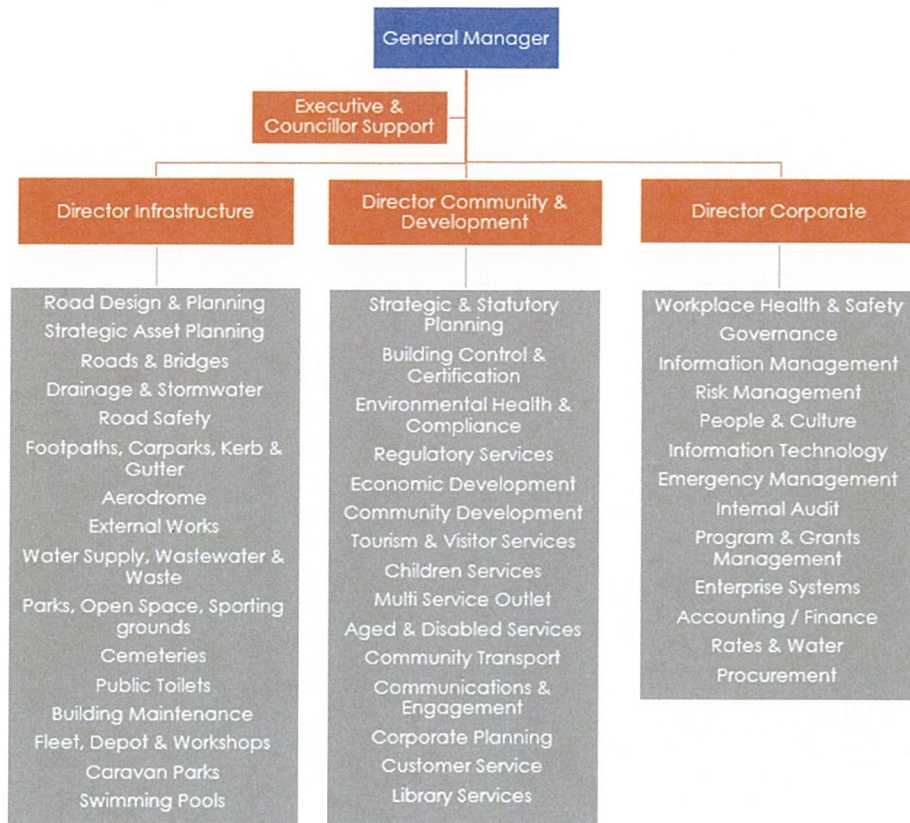 General Manager
Executive &
Councillor Support
Director Infrastructure
Director Community &
Development
Director Corporate
Road Design & Planning
Strategic Asset Planning
Roads & Bridges
Drainage & Stormwater
Road Safety
Footpaths, Carparks, Kerb &
Gutter
Aerodrome
External Works
Water Supply, Wastewater &
Waste
Parks, Open Space, Sporting
grounds
Cemeteries
Public Toilets
Building Maintenance
Fleet, Depot & Workshops
Caravan Parks
Swimming Pools
Strategic & Statutory
Planning
Building Control &
Certification
Environmental Health &
Compliance
Regulatory Services
Economic Development
Community Development
Tourism & Visitor Services
Children Services
Multi Service Outlet
Aged & Disabled Services
Community Transport
Communications &
Engagement
Corporate Planning
Customer Service
Library Services
Workplace Health & Safety
Governance
Information Management
Risk Management
People & Culture
Information Technology
Emergency Management
Internal Audit
Program & Grants
Management
Enterprise Systems
Accounting / Finance
Rates & Water
Procurement